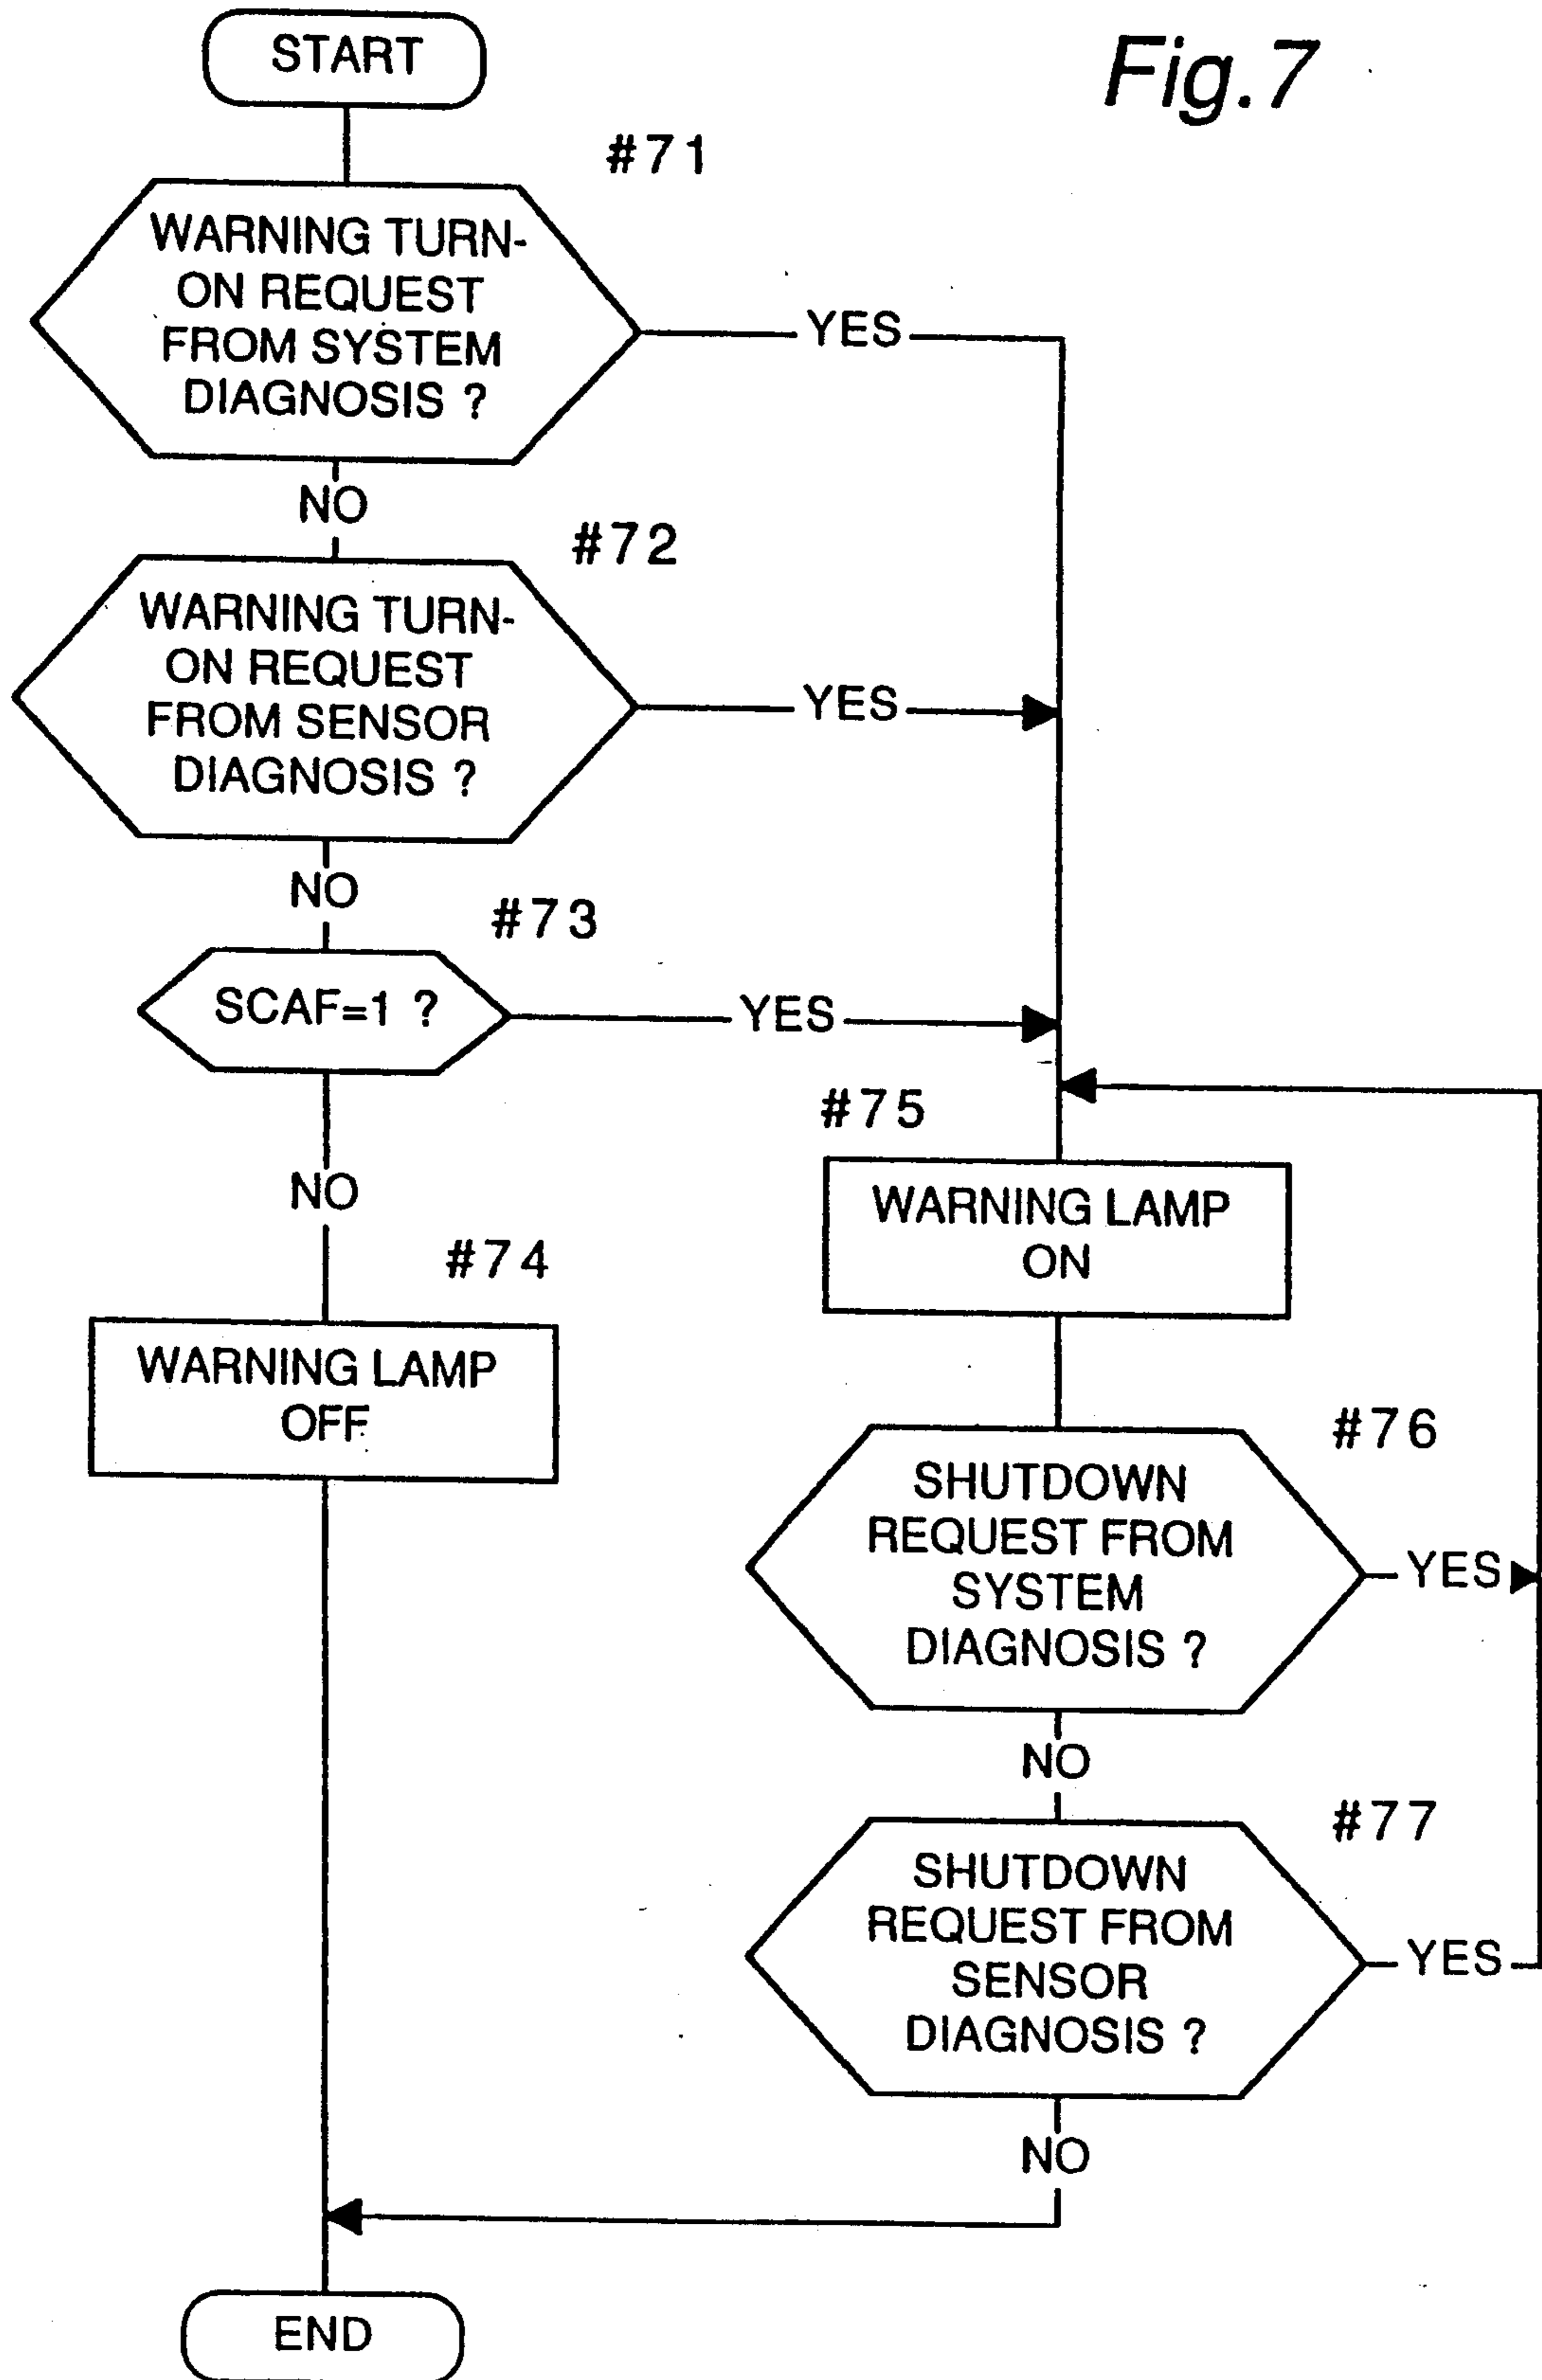 Fig.7
START
#71
WARNING TURN-
ON REQUEST
FROM SYSTEM
DIAGNOSIS ?
YES
NO
#72
WARNING TURN-
ON REQUEST
FROM SENSOR
DIAGNOSIS ?
YES
NO
#73
SCAF=1 ?
YES
NO
#74
WARNING LAMP
OFF
#75
WARNING LAMP
ON
#76
SHUTDOWN
REQUEST FROM
SYSTEM
DIAGNOSIS ?
YES
NO
#77
SHUTDOWN
REQUEST FROM
SENSOR
DIAGNOSIS ?
YES
NO
END